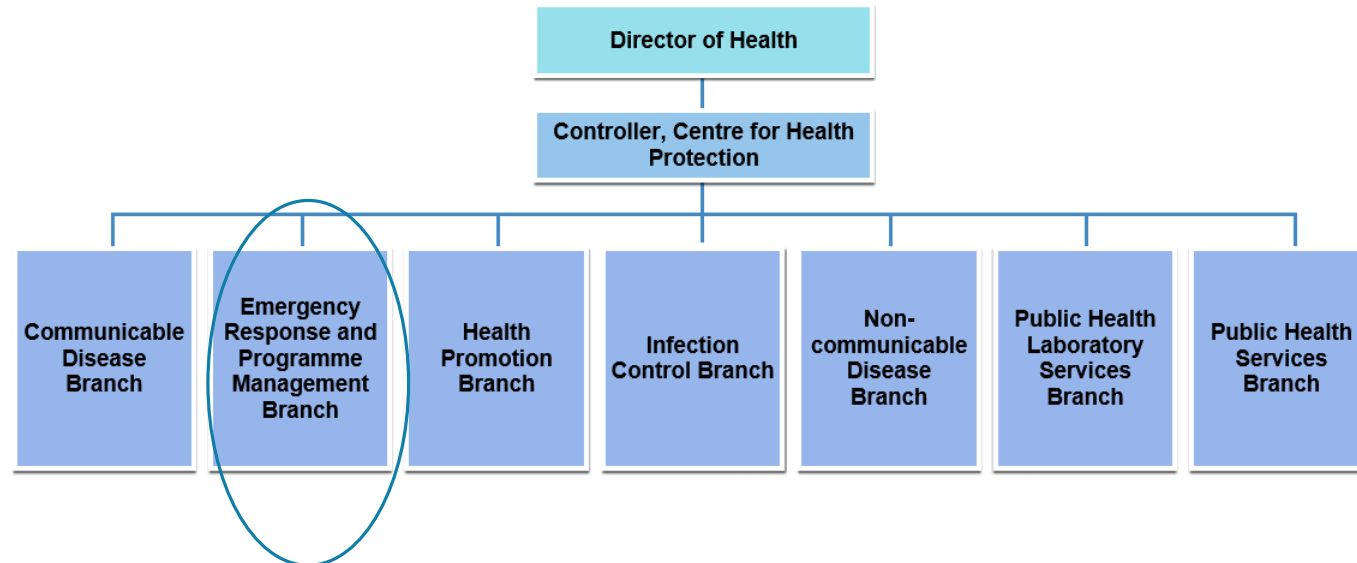 Director of Health
Controller, Centre for Health
Protection
Communicable
Disease
Branch
Emergency
Response and
Programme
Management
Branch
Health
Promotion
Branch
Infection
Control Branch
Non-
communicable
Disease
Branch
Public Health
Laboratory
Services
Branch
Public Health
Services
Branch